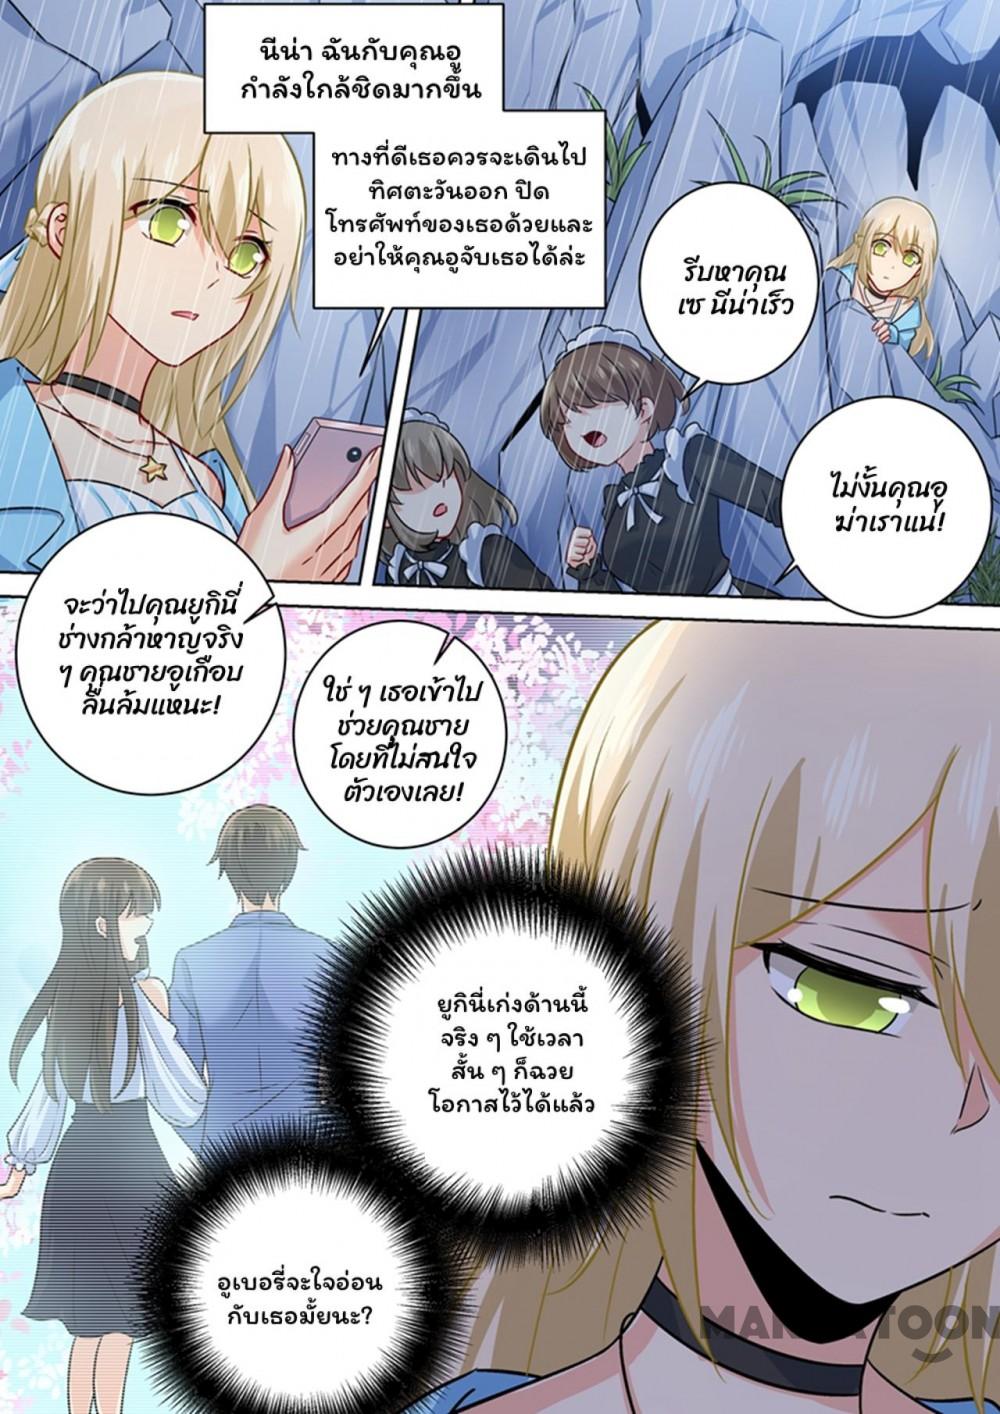 นีน่า ฉันกับคุณอู
กำลังใกล้ชิดมากขึ้น
ทางที่ดีเธอควรจะเดินไป
ทิศตะวันออก ปิด
โทรศัพท์ของเธอด้วยและ
อย่าให้คุณอูจับเธอได้ล่ะ
รีบหาคุณ
เซ นีน่าเร็ว
ไม่งั้นคุณอู
ฆ่าเราแน่!
จะว่าไปคุณยูกินี่
ช่างกล้าหาญจริง
ๆ คุณชายอูเกือบ
ลื่นล้มแหนะ!
ใช่ ๆ เธอเข้าไป
ช่วยคุณชาย
โดยที่ไม่สนใจ
ตัวเองเลย!
ยูกินี่เก่งด้านนี้
จริง ๆ ใช้เวลา
สั้น ๆ ก็ฉวย
โอกาสไว้ได้แล้ว
อูเบอรี่จะใจอ่อน
กับเธอมั้ยนะ?
MANGATOON